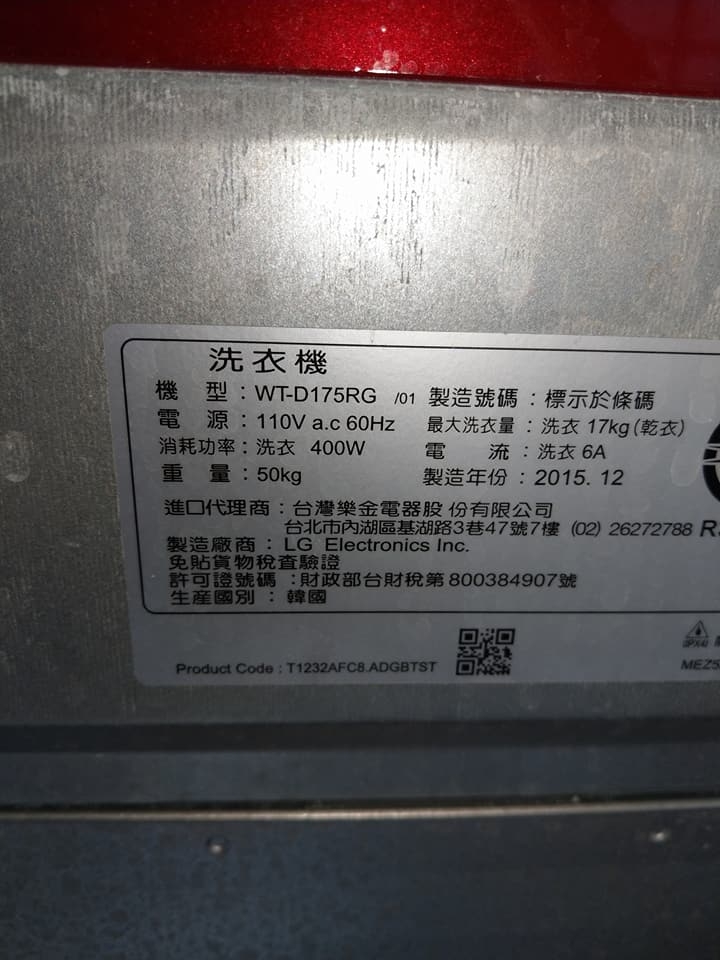 洗衣機
機 型：WT-D175RG /01 製造號碼：標示於條碼
電 源：110V a.c 60Hz 最大洗衣量：洗衣 17kg(乾衣)
消耗功率：洗衣 400W 電 流：洗衣 6A
重 量：50kg 製造年份：2015. 12
進口代理商：台灣樂金電器股份有限公司
台北市內湖區基湖路3巷47號7樓 (02) 26272788
製造廠商：LG Electronics Inc.
免貼貨物稅查驗證
許可證號碼：財政部台財稅第800384907號
生產國別：韓國
Product Code : T1232AFC8.ADGBTST
IPX4